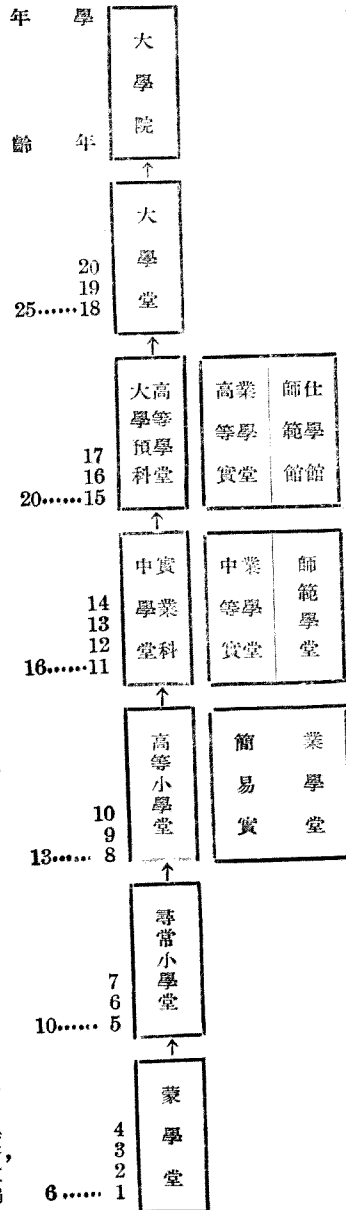 學年
年齡
大學院
↑
大學堂
20
19
25……18
↑
高等學堂
大學預科
高等實
業學堂
仕學館
師範館
17
16
20……15
↑
實業科
中學堂
中等實
業學堂
師範學堂
14
13
12
16……11
↑
高等小學堂
簡易實
業學堂
10
9
13……8
↑
尋常小學堂
7
6
10……5
↑
蒙學堂
4
3
2
6……1